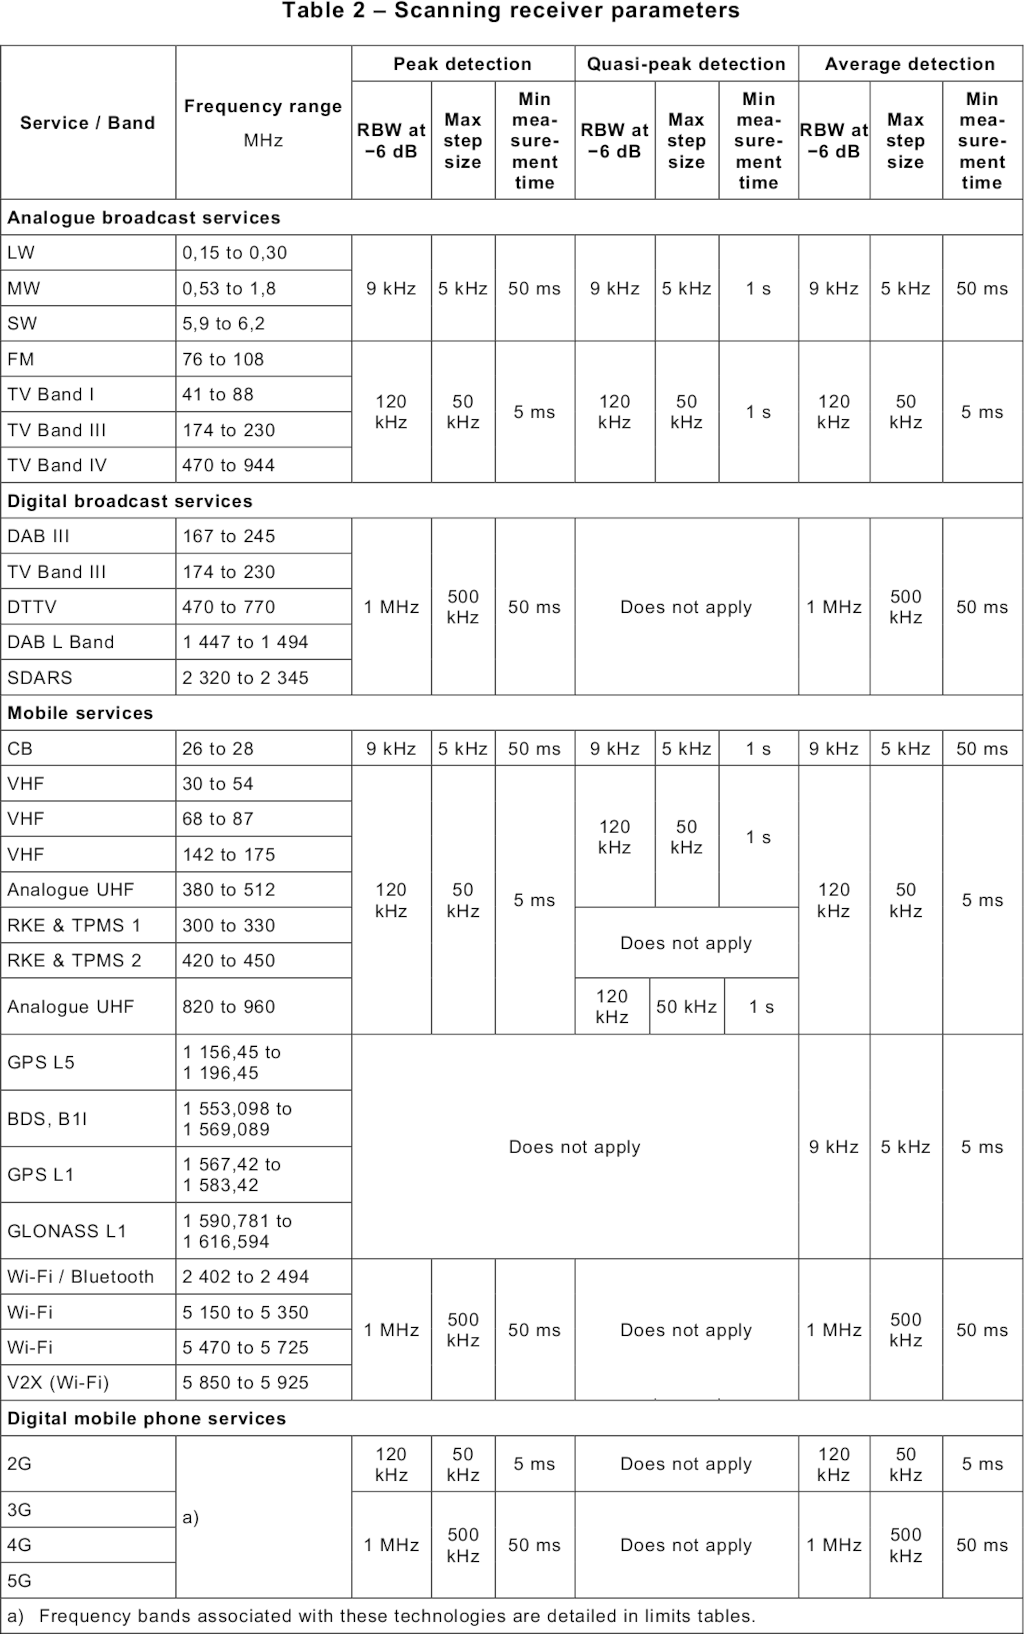 Table 2 – Scanning receiver parameters
Service / Band
Frequency range
MHz
Peak detection
Quasi-peak detection
Average detection
RBW at
−6 dB
Max
step
size
Min
mea-
sure-
ment
time
RBW at
−6 dB
Max
step
size
Min
mea-
sure-
ment
time
RBW at
−6 dB
Max
step
size
Min
mea-
sure-
ment
time
Analogue broadcast services
LW
0,15 to 0,30
MW
0,53 to 1,8
SW
5,9 to 6,2
9 kHz
5 kHz
50 ms
9 kHz
5 kHz
1 s
9 kHz
5 kHz
50 ms
FM
76 to 108
TV Band I
41 to 88
TV Band III
174 to 230
TV Band IV
470 to 944
120
kHz
50
kHz
5 ms
120
kHz
50
kHz
1 s
120
kHz
50
kHz
5 ms
Digital broadcast services
DAB III
167 to 245
TV Band III
174 to 230
DTTV
470 to 770
DAB L Band
1 447 to 1 494
SDARS
2 320 to 2 345
1 MHz
500
kHz
50 ms
Does not apply
1 MHz
500
kHz
50 ms
Mobile services
CB
26 to 28
9 kHz
5 kHz
50 ms
9 kHz
5 kHz
1 s
9 kHz
5 kHz
50 ms
VHF
30 to 54
VHF
68 to 87
VHF
142 to 175
Analogue UHF
380 to 512
RKE & TPMS 1
300 to 330
RKE & TPMS 2
420 to 450
Analogue UHF
820 to 960
120
kHz
50
kHz
5 ms
120
kHz
50
kHz
1 s
Does not apply
120
kHz
50 kHz
1 s
120
kHz
50
kHz
5 ms
GPS L5
1 156,45 to
1 196,45
BDS, B1I
1 553,098 to
1 569,089
GPS L1
1 567,42 to
1 583,42
GLONASS L1
1 590,781 to
1 616,594
Does not apply
9 kHz
5 kHz
5 ms
Wi-Fi / Bluetooth
2 402 to 2 494
Wi-Fi
5 150 to 5 350
Wi-Fi
5 470 to 5 725
V2X (Wi-Fi)
5 850 to 5 925
1 MHz
500
kHz
50 ms
Does not apply
1 MHz
500
kHz
50 ms
Digital mobile phone services
2G
a)
120
kHz
50
kHz
5 ms
Does not apply
120
kHz
50
kHz
5 ms
3G
4G
5G
1 MHz
500
kHz
50 ms
Does not apply
1 MHz
500
kHz
50 ms
a) Frequency bands associated with these technologies are detailed in limits tables.